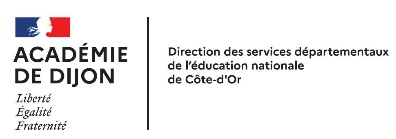 ACADÉMIE
DE DIJON
Liberté
Égalité
Fraternité
Direction des services départementaux
de l'éducation nationale
de Côte-d'Or